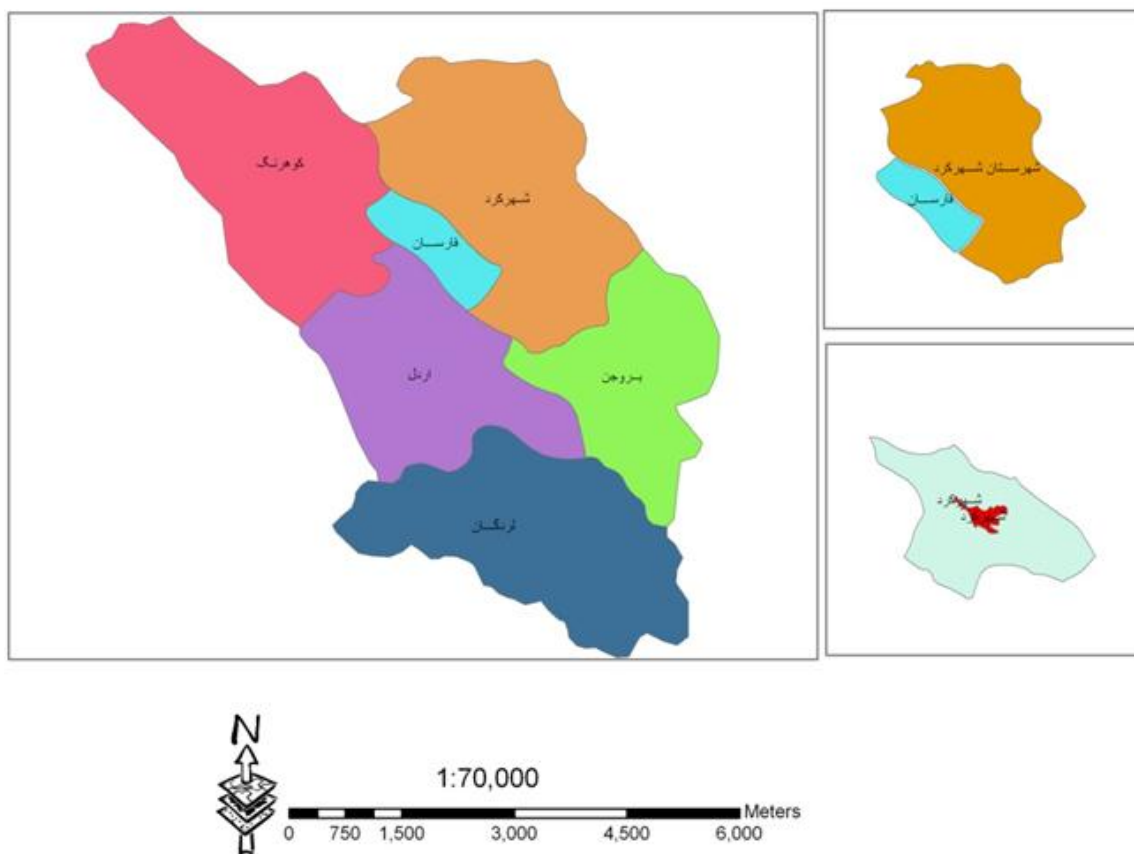 کوهرنگ
شهرکرد
فارسان
اردل
بروجن
لردگان
شهرستان شهرکرد
فارسان
شهرکرد
N
1:70,000
Meters
0 750 1,500 3,000 4,500 6,000